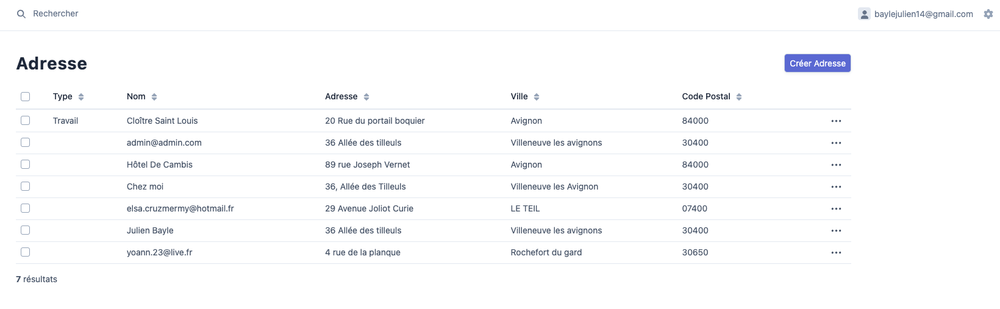 Rechercher
baylejulien14@gmail.com
Adresse
Créer Adresse
Type Nom Adresse Ville Code Postal
Travail Cloître Saint Louis 20 Rue du portail boquier Avignon 84000
admin@admin.com 36 Allée des tilleuls Villeneuve les avignons 30400
Hôtel De Cambis 89 rue Joseph Vernet Avignon 84000
Chez moi 36, Allée des Tilleuls Villeneuve les Avignon 30400
elsa.cruzmermy@hotmail.fr 29 Avenue Joliot Curie LE TEIL 07400
Julien Bayle 36 Allée des tilleuls Villeneuve les avignons 30400
yoann.23@live.fr 4 rue de la planque Rochefort du gard 30650
7 résultats